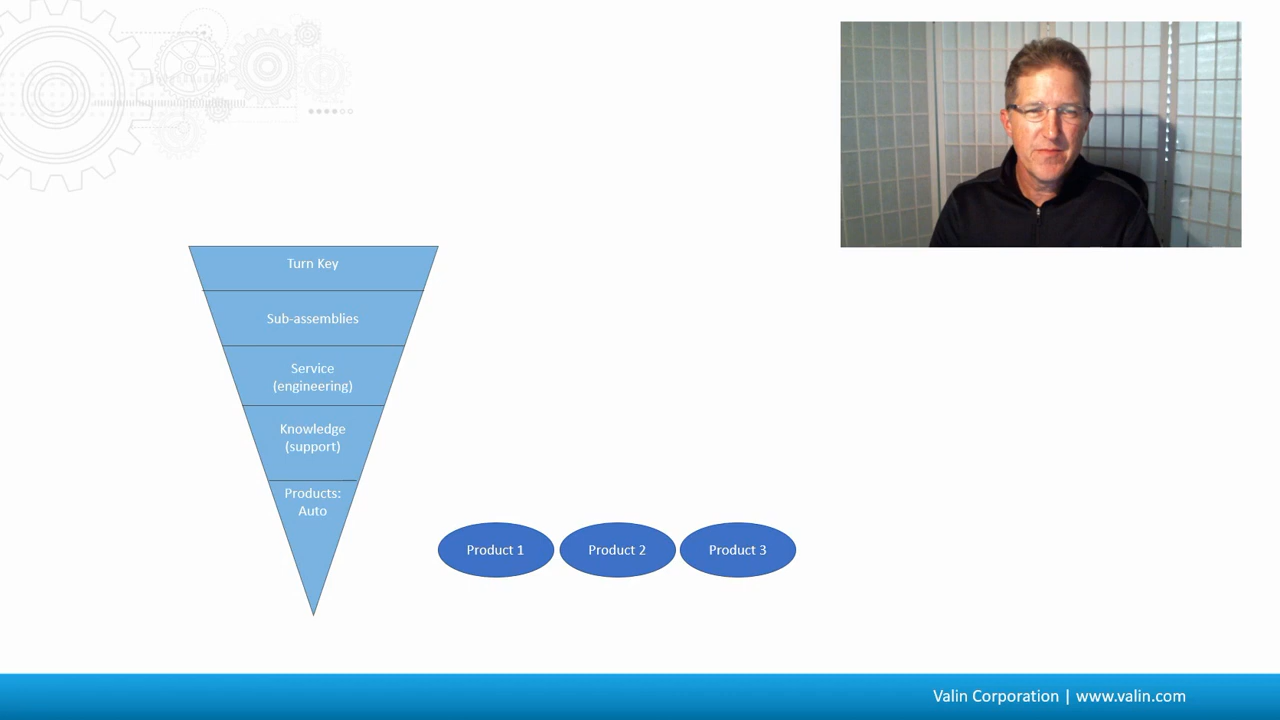 Turn Key
Sub-assemblies
Service
(engineering)
Knowledge
(support)
Products:
Auto
Product 1
Product 2
Product 3
Valin Corporation | www.valin.com